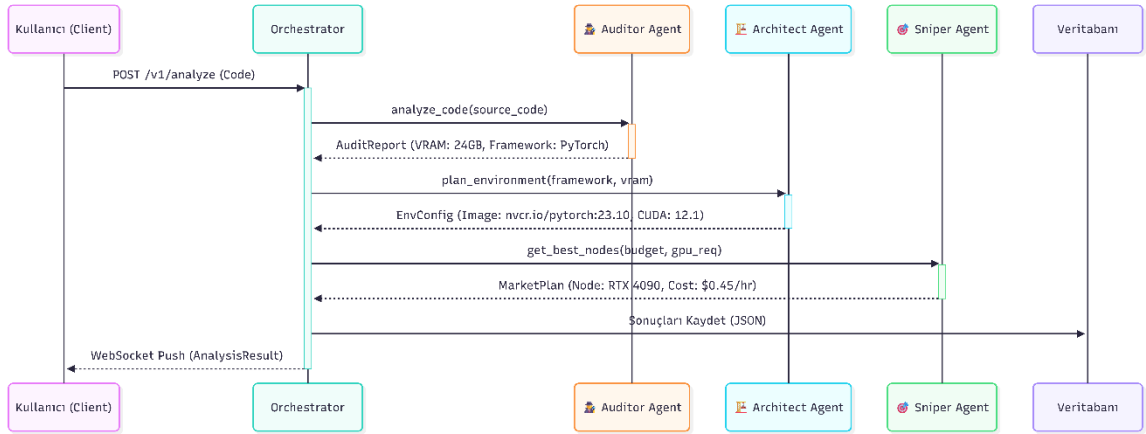 Kullanıcı (Client)
Orchestrator
Auditor Agent
Architect Agent
Sniper Agent
Veritabanı
POST /v1/analyze (Code)
analyze_code(source_code)
AuditReport (VRAM: 24GB, Framework: PyTorch)
plan_environment(framework, vram)
EnvConfig (Image: nvcr.io/pytorch:23.10, CUDA: 12.1)
get_best_nodes(budget, gpu_req)
MarketPlan (Node: RTX 4090, Cost: $0.45/hr)
Sonuçları Kaydet (JSON)
WebSocket Push (AnalysisResult)
Kullanıcı (Client)
Orchestrator
Auditor Agent
Architect Agent
Sniper Agent
Veritabanı